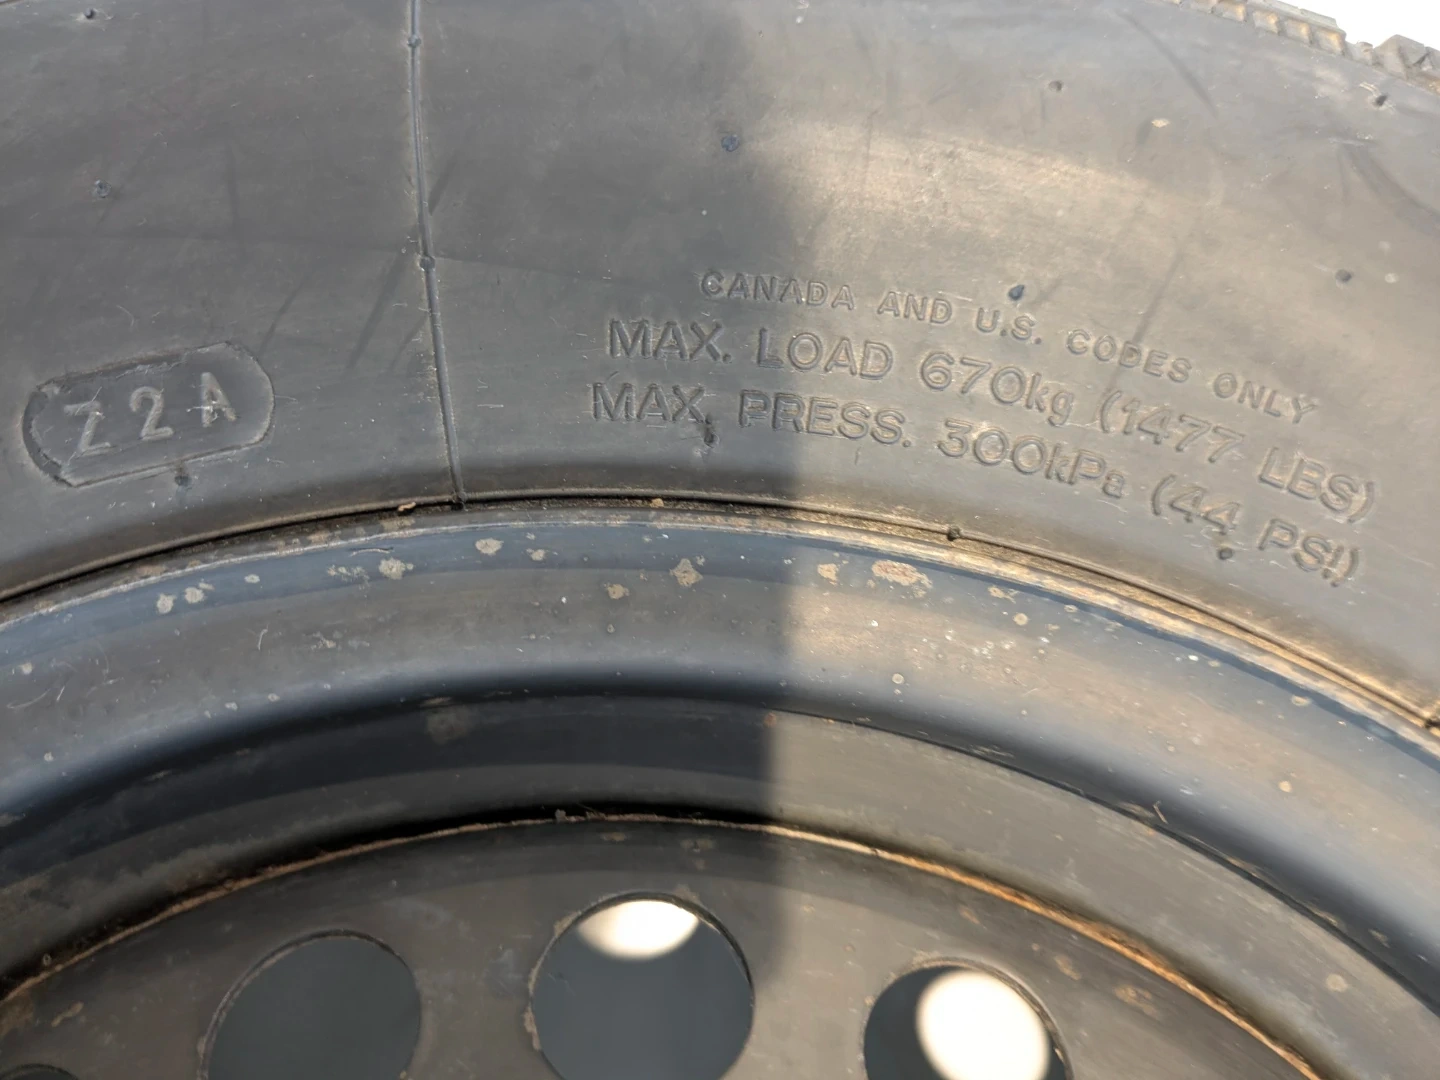 CANADA AND U.S. CODES ONLY
MAX. LOAD 670kg (1477 LBS)
MAX. PRESS. 300kPa (44 PSI)
Z2A